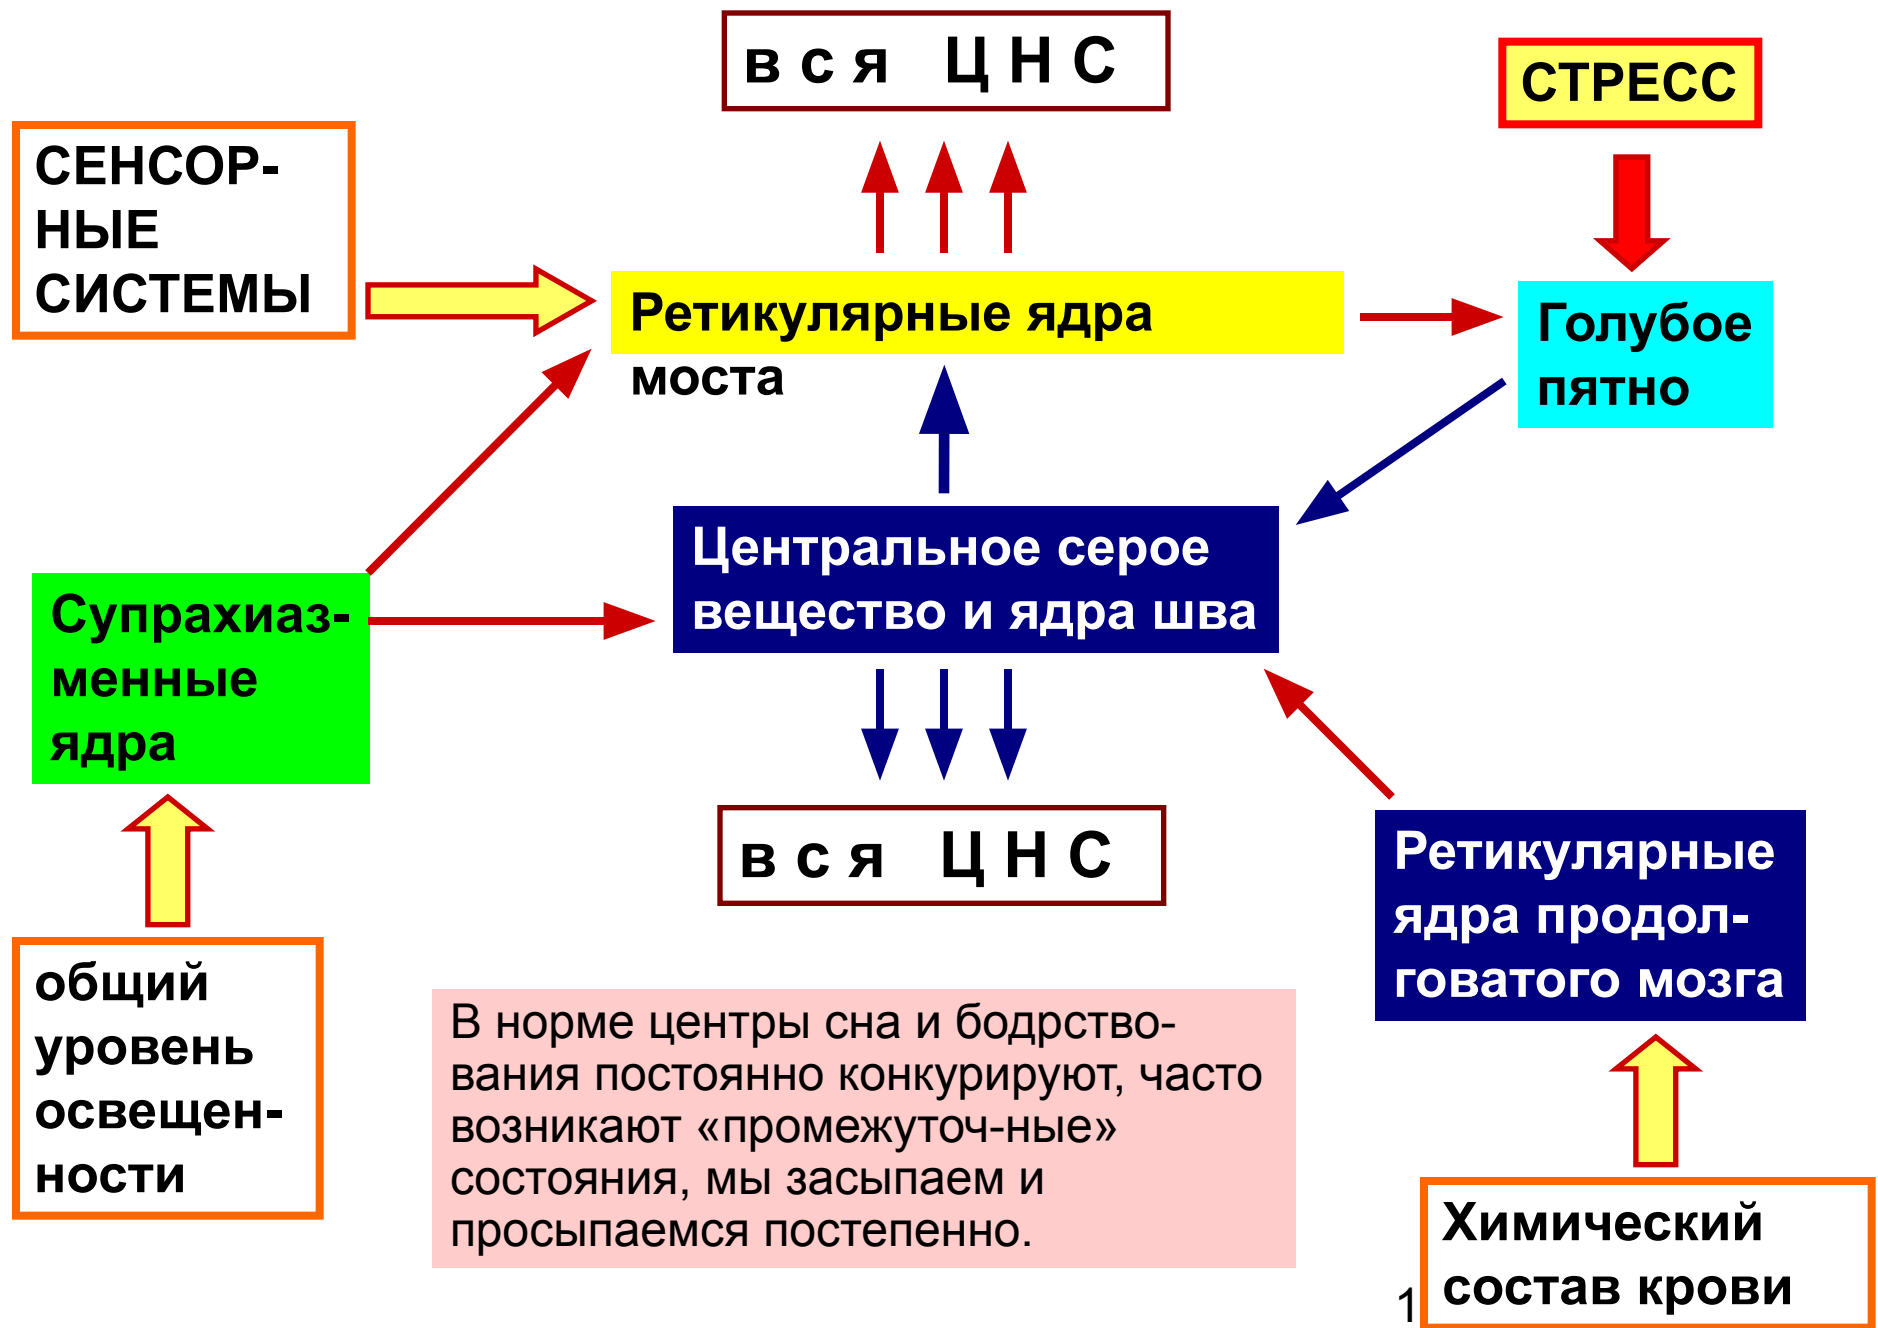 в с я Ц Н С
СТРЕСС
СЕНСОР-
НЫЕ
СИСТЕМЫ
Ретикулярные ядра
моста
Голубое
пятно
Центральное серое
вещество и ядра шва
Супрахиаз-
менные
ядра
в с я Ц Н С
Ретикулярные
ядра продол-
говатого мозга
общий
уровень
освещен-
ности
В норме центры сна и бодрство-
вания постоянно конкурируют, часто
возникают «промежуточ-ные»
состояния, мы засыпаем и
просыпаемся постепенно.
Химический
состав крови
1